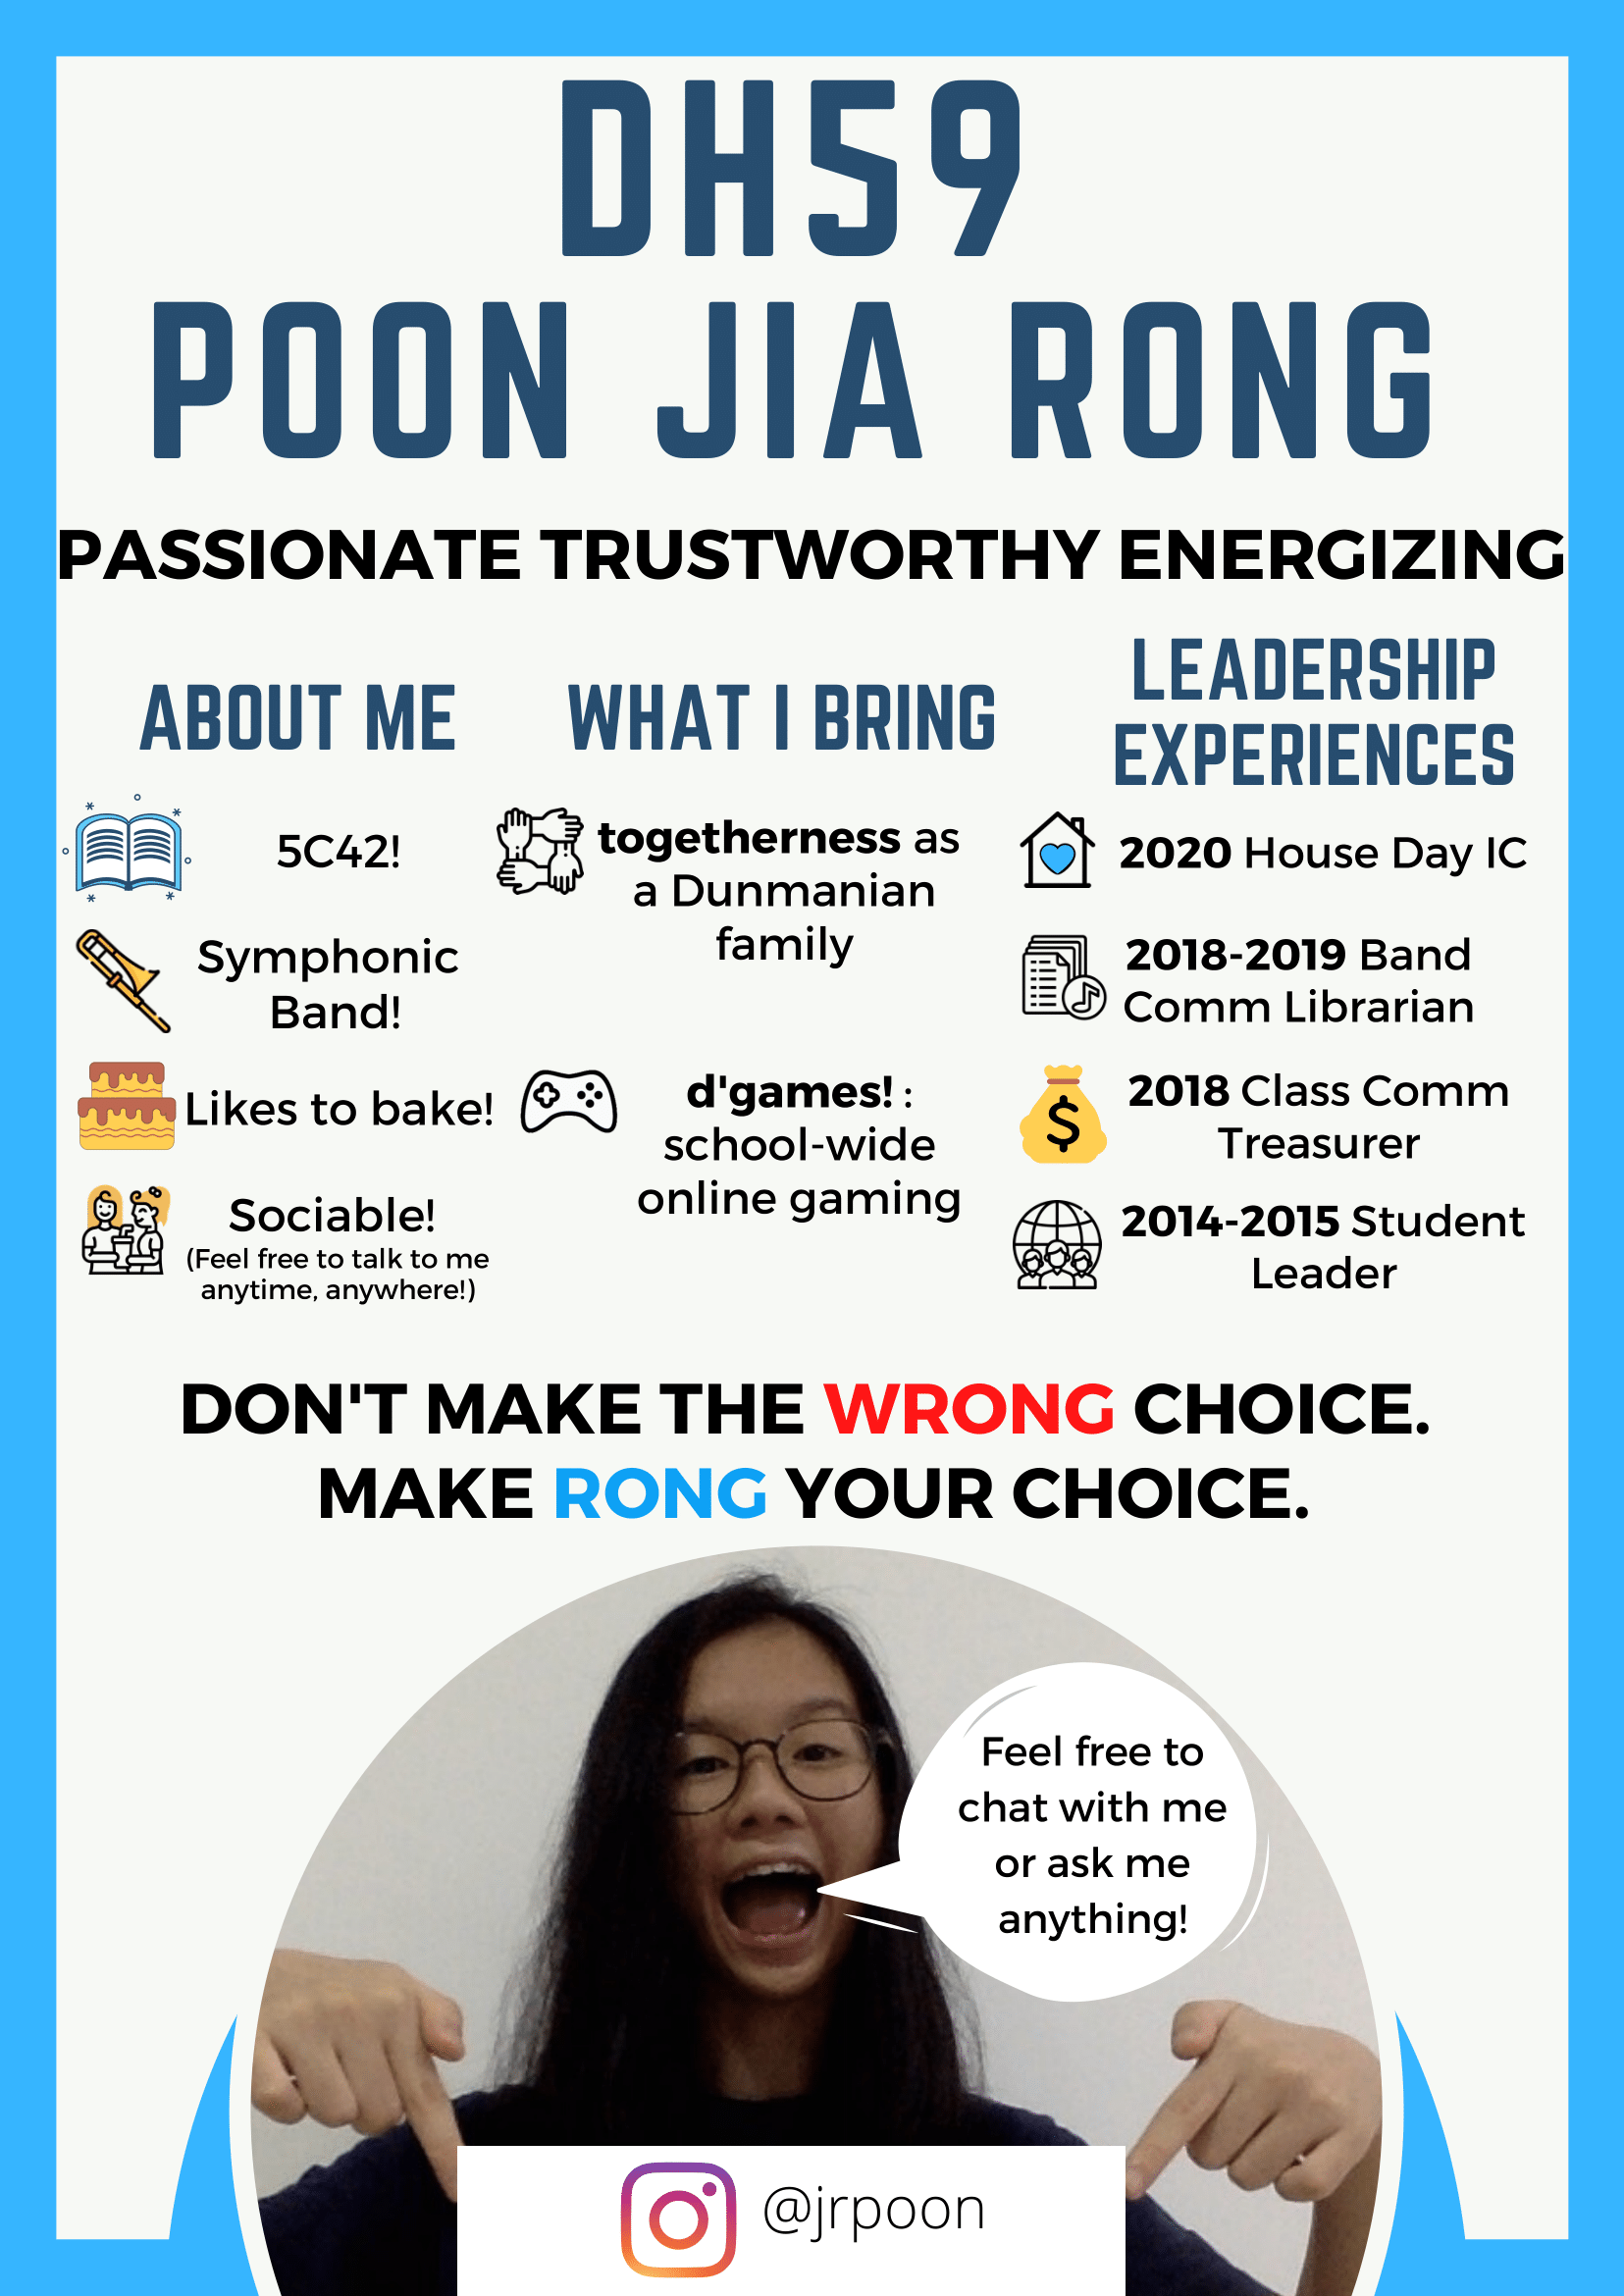 DH59
POON JIA RONG
PASSIONATE TRUSTWORTHY ENERGIZING
ABOUT ME
5C42!
Symphonic
Band!
Likes to bake!
Sociable!
(Feel free to talk to me
anytime, anywhere!)
WHAT I BRING
togetherness as
a Dunmanian
family
d'games! :
school-wide
online gaming
LEADERSHIP
EXPERIENCES
2020 House Day IC
2018-2019 Band
Comm Librarian
$
2018 Class Comm
Treasurer
2014-2015 Student
Leader
DON'T MAKE THE WRONG CHOICE.
MAKE RONG YOUR CHOICE.
Feel free to
chat with me
or ask me
anything!
@jrpoon